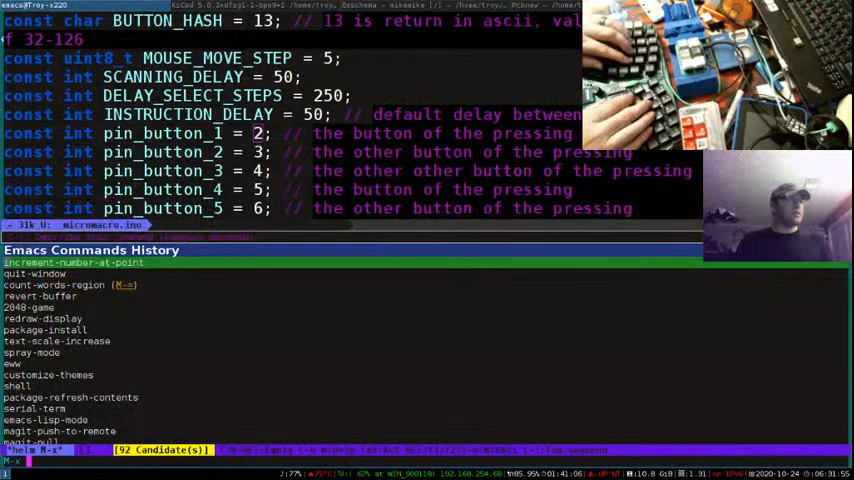 emacs@Troy-x220
const char BUTTON_HASH = 13; // 13 is return in ascii, val
f 32-126
const uint8_t MOUSE_MOVE_STEP = 5;
const int SCANNING_DELAY = 50;
const int DELAY_SELECT_STEPS = 250;
const int INSTRUCTION_DELAY = 50; // default delay between
const int pin_button_1 = 2; // the button of the pressing
const int pin_button_2 = 3; // the other button of the pressing
const int pin_button_3 = 4; // the other other button of the pressing
const int pin_button_4 = 5; // the button of the pressing
const int pin_button_5 = 6; // the other button of the pressing
- 31k U: micromacro.ino
Emacs Commands History
increment-number-at-point
quit-window
count-words-region (M-=)
revert-buffer
2048-game
redraw-display
package-install
text-scale-increase
spray-mode
eww
customize-themes
shell
package-refresh-contents
serial-term
emacs-lisp-mode
magit-push-to-remote
magit-pull
*helm M-x* [92 Candidate(s)]
M-x